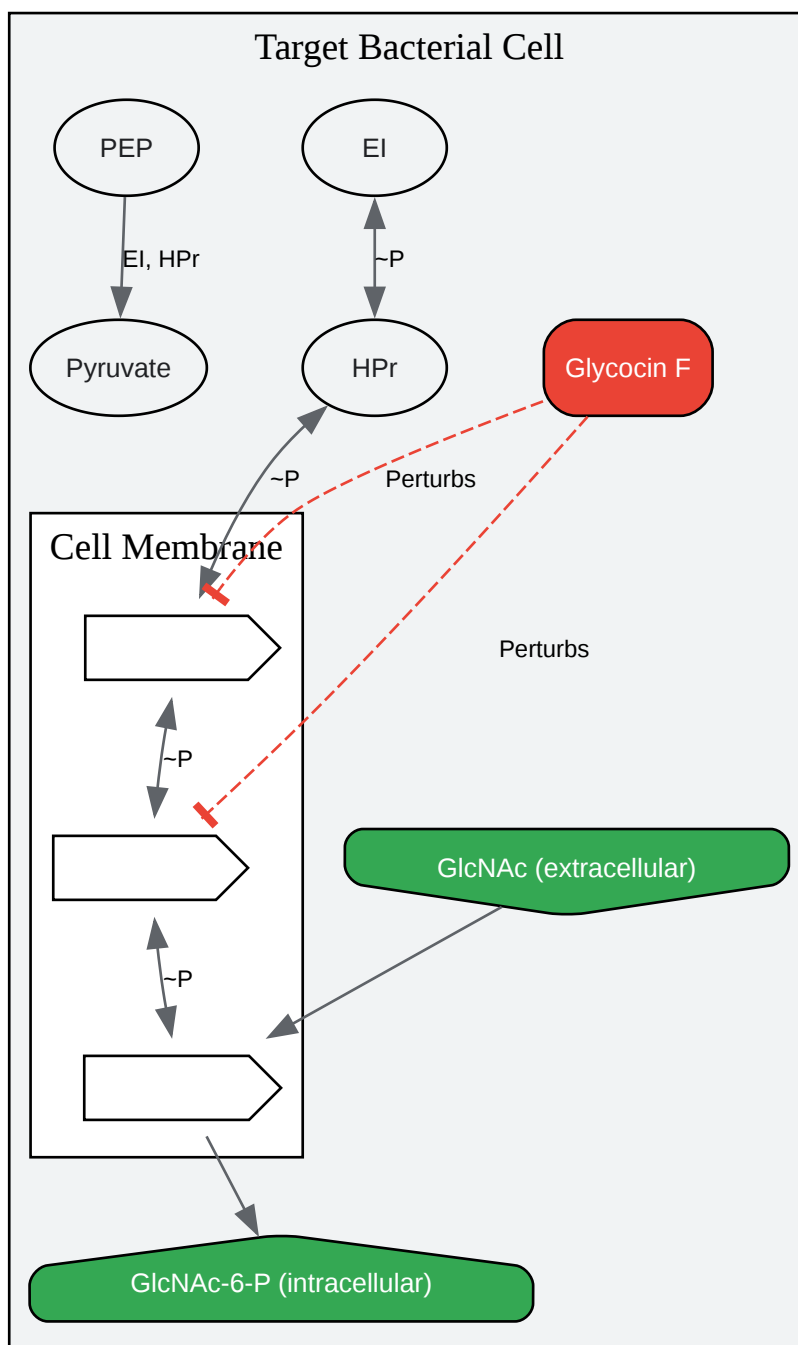 Target Bacterial Cell
PEP
EI
EI, HPr
~P
Pyruvate
HPr
Glycocin F
~P
Perturbs
Cell Membrane
Perturbs
~P
GlcNAc (extracellular)
~P
GlcNAc-6-P (intracellular)